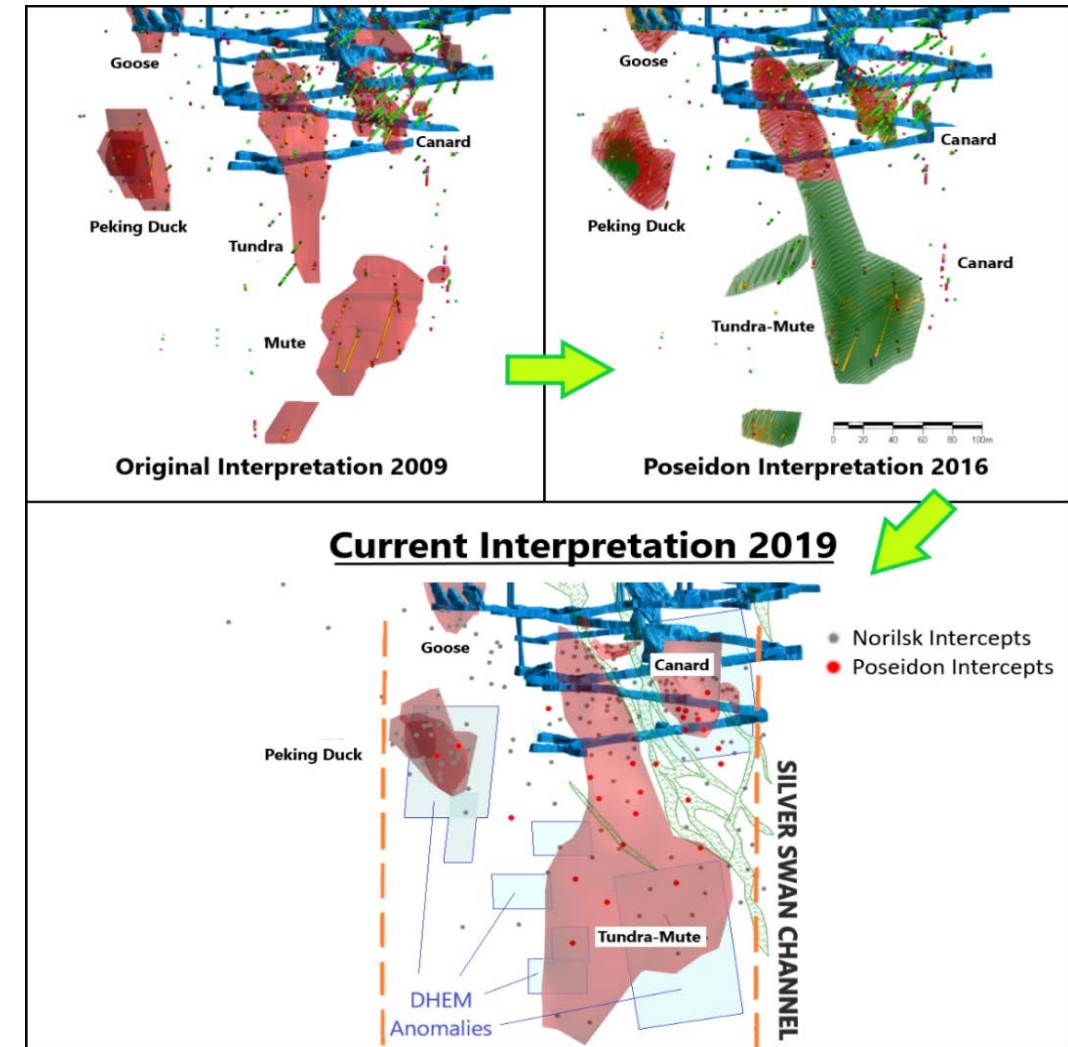 Goose
Canard
Peking Duck
Tundra
Mute
Original Interpretation 2009
Goose
Canard
Peking Duck
Canard
Tundra-Mute
0 20 40 60 80 100m
Poseidon Interpretation 2016
Current Interpretation 2019
Norilsk Intercepts
Poseidon Intercepts
Goose
Canard
Peking Duck
Tundra-Mute
DHEM
Anomalies
SILVER SWAN CHANNEL